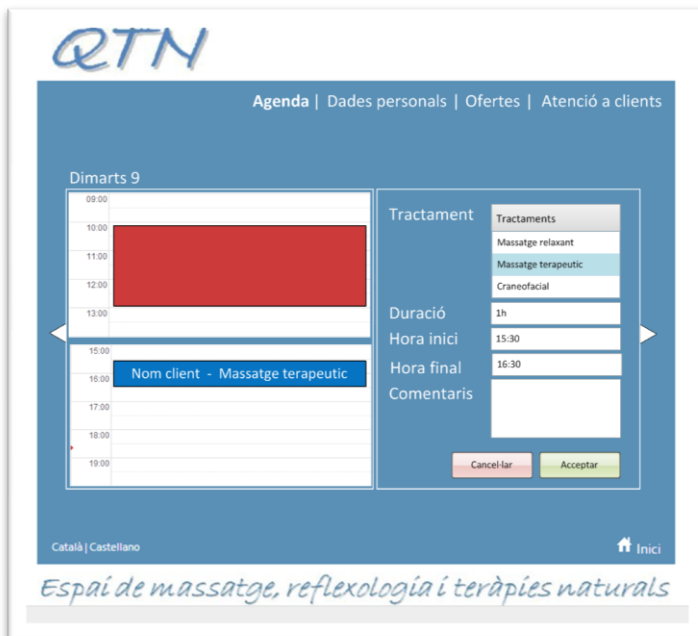 QTN
Agenda | Dades personals | Ofertes | Atenció a clients
Dimarts 9
09:00
10:00
11:00
12:00
13:00
15:00
16:00
Nom client - Massatge terapeutic
17:00
18:00
19:00
Tractament
Tractaments
Massatge relaxant
Massatge terapeutic
Craneofacial
Duració
1h
Hora inici
15:30
Hora final
16:30
Comentaris
Cancel·lar
Acceptar
Català | Castellano
Inici
Espai de massatge, reflexologia i teràpies naturals